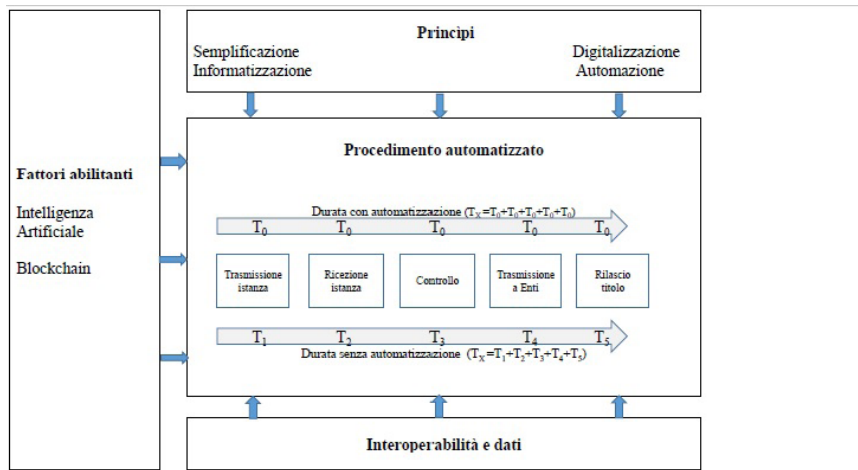 Princìpi
Semplificazione
Informatizzazione
Digitalizzazione
Automazione
Fattori abilitanti
Intelligenza
Artificiale
Blockchain
Procedimento automatizzato
Durata con automatizzazione (Tₓ=T₀+T₀+T₀+T₀+T₀)
T₀ T₀ T₀ T₀ T₀
Trasmissione
istanza
Ricezione
istanza
Controllo
Trasmissione
a Enti
Rilascio
titolo
T₁ T₂ T₃ T₄ T₅
Durata senza automatizzazione (Tₓ=T₁+T₂+T₃+T₄+T₅)
Interoperabilità e dati